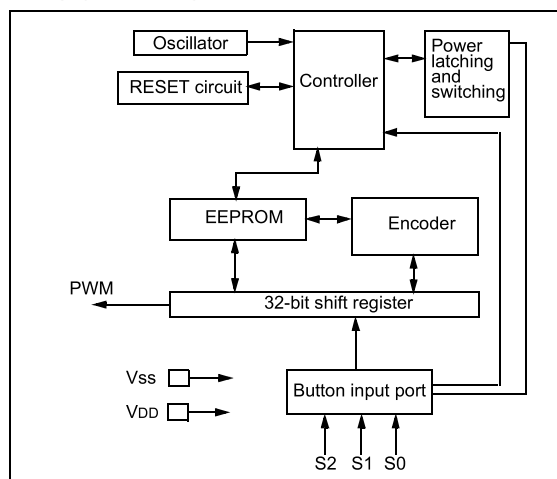 Oscillator
RESET circuit
Controller
Power
latching
and
switching
EEPROM
Encoder
PWM
32-bit shift register
Vss
VDD
Button input port
S2 S1 S0